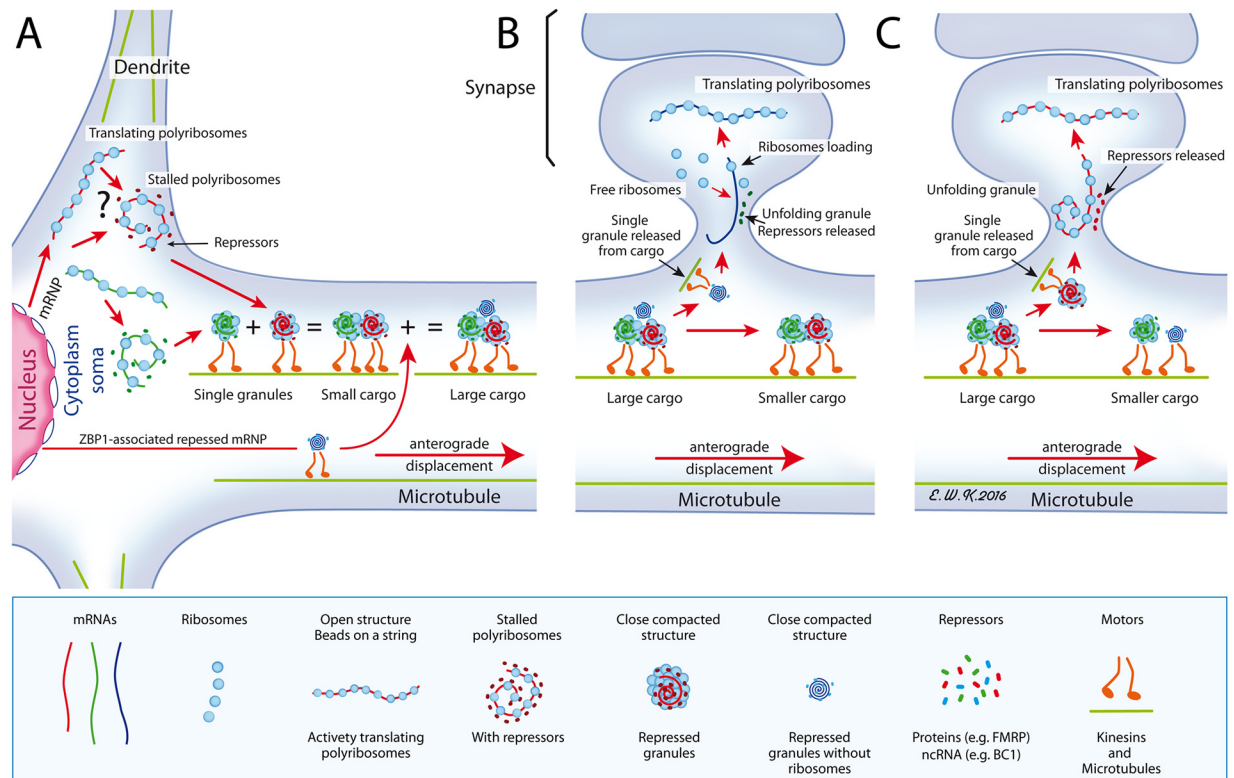 A
Dendrite
Translating polyribosomes
Stalled polyribosomes
?
Repressors
mRNP
Nucleus
Cytoplasm
soma
+
=
+
=
Single granules
Small cargo
Large cargo
ZBP1-associated repessed mRNP
anterograde
displacement
Microtubule
B
Synapse
Translating polyribosomes
Ribosomes loading
Free ribosomes
Single
granule released
from cargo
Unfolding granule
Repressors released
Large cargo
Smaller cargo
anterograde
displacement
Microtubule
C
Translating polyribosomes
Repressors released
Unfolding granule
Single
granule released
from cargo
Large cargo
Smaller cargo
anterograde
displacement
E. W. K. 2016
Microtubule
mRNAs
Ribosomes
Open structure
Beads on a string
Activety translating
polyribosomes
Stalled
polyribosomes
With repressors
Close compacted
structure
Repressed
granules
Close compacted
structure
Repressed
granules without
ribosomes
Repressors
Proteins (e.g. FMRP)
ncRNA (e.g. BC1)
Motors
Kinesins
and
Microtubules